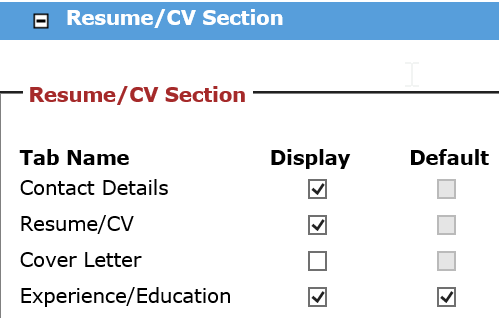 Resume/CV Section
Resume/CV Section
Tab Name Display Default
Contact Details
Resume/CV
Cover Letter
Experience/Education